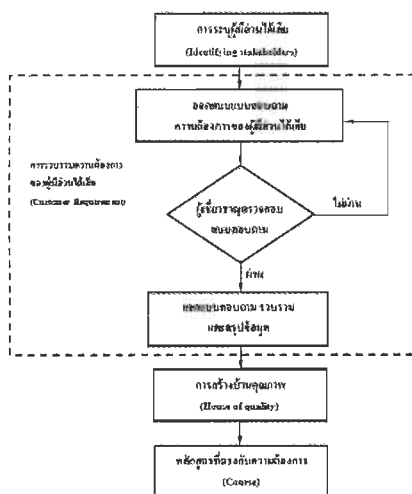 การระบุผู้มีส่วนได้เสีย
(Identifying stakeholders)
ออกแบบแบบสอบถาม
ความต้องการของผู้มีส่วนได้เสีย
การรวบรวมความต้องการ
ของผู้มีส่วนได้เสีย
(Customer Requirement)
ผู้เชี่ยวชาญตรวจสอบ
แบบสอบถาม
ไม่ผ่าน
ผ่าน
แจกแบบสอบถาม รวบรวม
และสรุปข้อมูล
การสร้างบ้านคุณภาพ
(House of quality)
หลักสูตรที่ตรงกับความต้องการ
(Course)